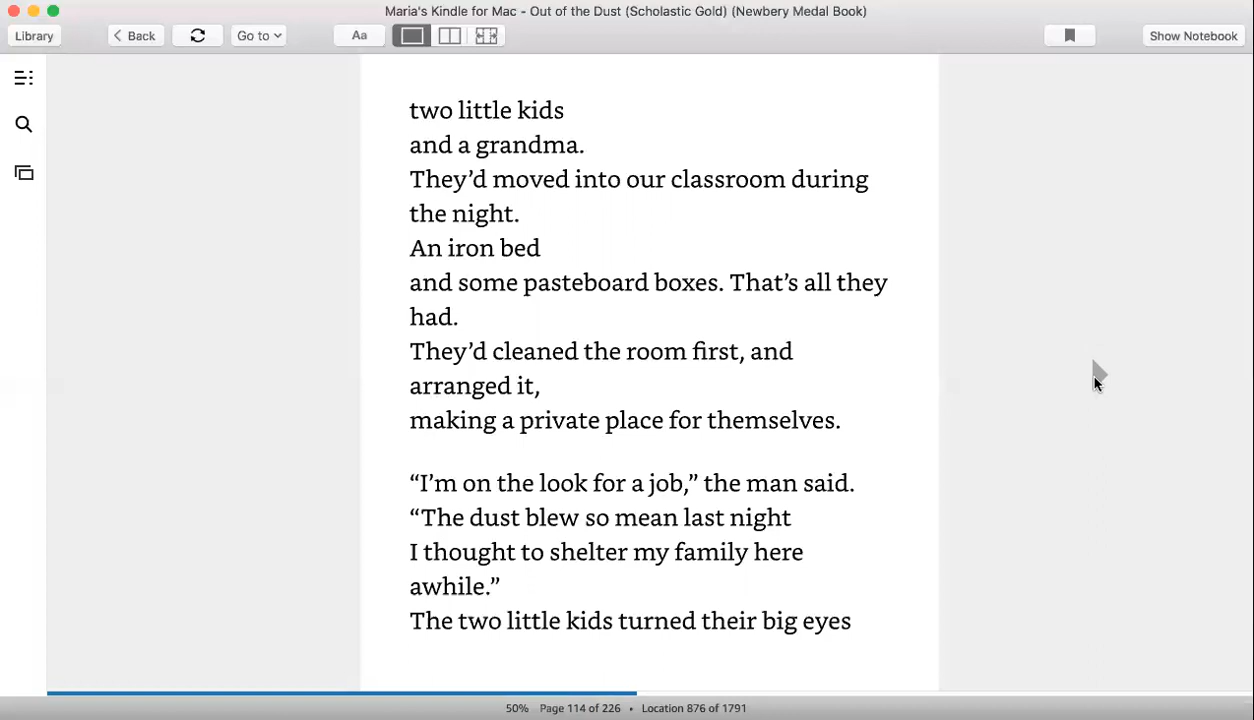 Maria's Kindle for Mac - Out of the Dust (Scholastic Gold) (Newbery Medal Book)
Library Back Go to Aa Show Notebook
two little kids
and a grandma.
They’d moved into our classroom during
the night.
An iron bed
and some pasteboard boxes. That’s all they
had.
They’d cleaned the room first, and
arranged it,
making a private place for themselves.
“I’m on the look for a job,” the man said.
“The dust blew so mean last night
I thought to shelter my family here
awhile.”
The two little kids turned their big eyes
50% Page 114 of 226 • Location 876 of 1791